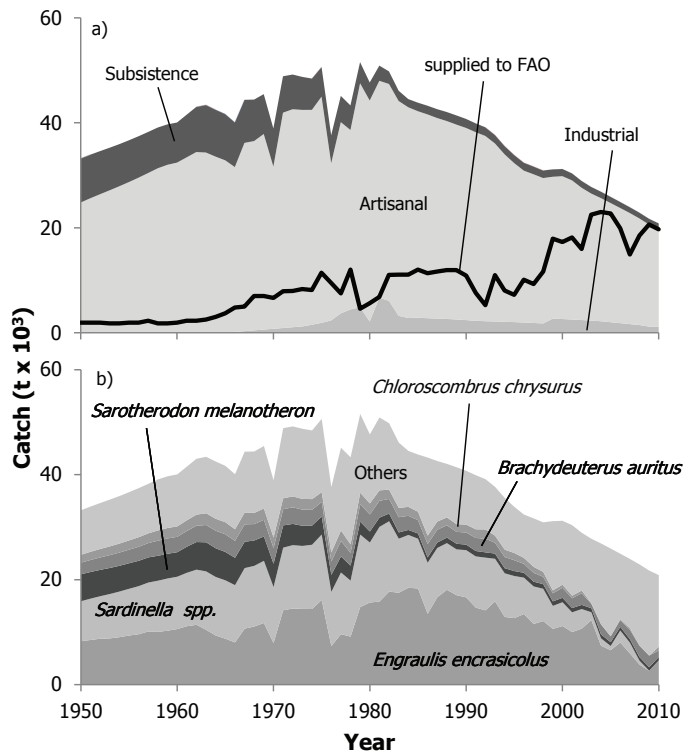 60
a)
Subsistence
supplied to FAO
Industrial
40
Artisanal
20
0
Catch (t x 10³)
60
b)
Chloroscombrus chrysurus
Sarotherodon melanotheron
Brachydeuterus auritus
Others
40
20
Sardinella spp.
Engraulis encrasicolus
0
1950 1960 1970 1980 1990 2000 2010
Year